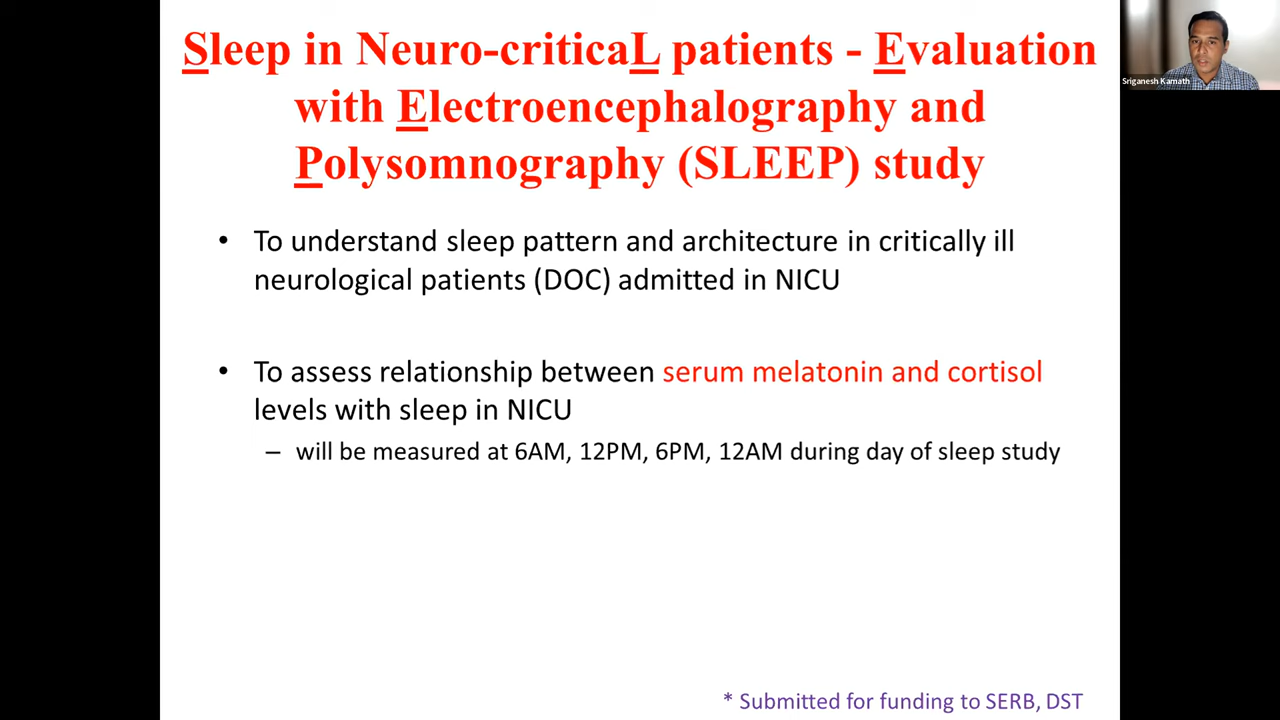 Sleep in Neuro-criticaL patients - Evaluation
with Electroencephalography and
Polysomnography (SLEEP) study
Sriganesh Kamath
• To understand sleep pattern and architecture in critically ill
neurological patients (DOC) admitted in NICU
• To assess relationship between serum melatonin and cortisol
levels with sleep in NICU
– will be measured at 6AM, 12PM, 6PM, 12AM during day of sleep study
* Submitted for funding to SERB, DST